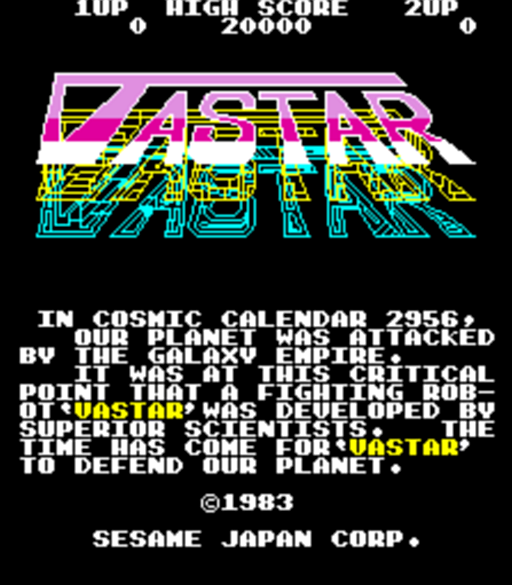 1UP HIGH SCORE 2UP
0 20000 0
VASTAR
IN COSMIC CALENDAR 2956,
OUR PLANET WAS ATTACKED
BY THE GALAXY EMPIRE.
IT WAS AT THIS CRITICAL
POINT THAT A FIGHTING ROB-
OT‘VASTAR’WAS DEVELOPED BY
SUPERIOR SCIENTISTS. THE
TIME HAS COME FOR‘VASTAR’
TO DEFEND OUR PLANET.
©1983
SESAME JAPAN CORP.